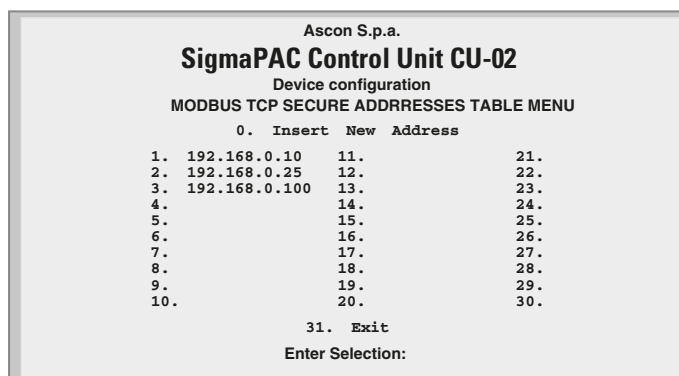 Ascon S.p.a.
SigmaPAC Control Unit CU-02
Device configuration
MODBUS TCP SECURE ADDRRESSES TABLE MENU
0. Insert New Address
1. 192.168.0.10 11. 21.
2. 192.168.0.25 12. 22.
3. 192.168.0.100 13. 23.
4. 14. 24.
5. 15. 25.
6. 16. 26.
7. 17. 27.
8. 18. 28.
9. 19. 29.
10. 20. 30.
31. Exit
Enter Selection: